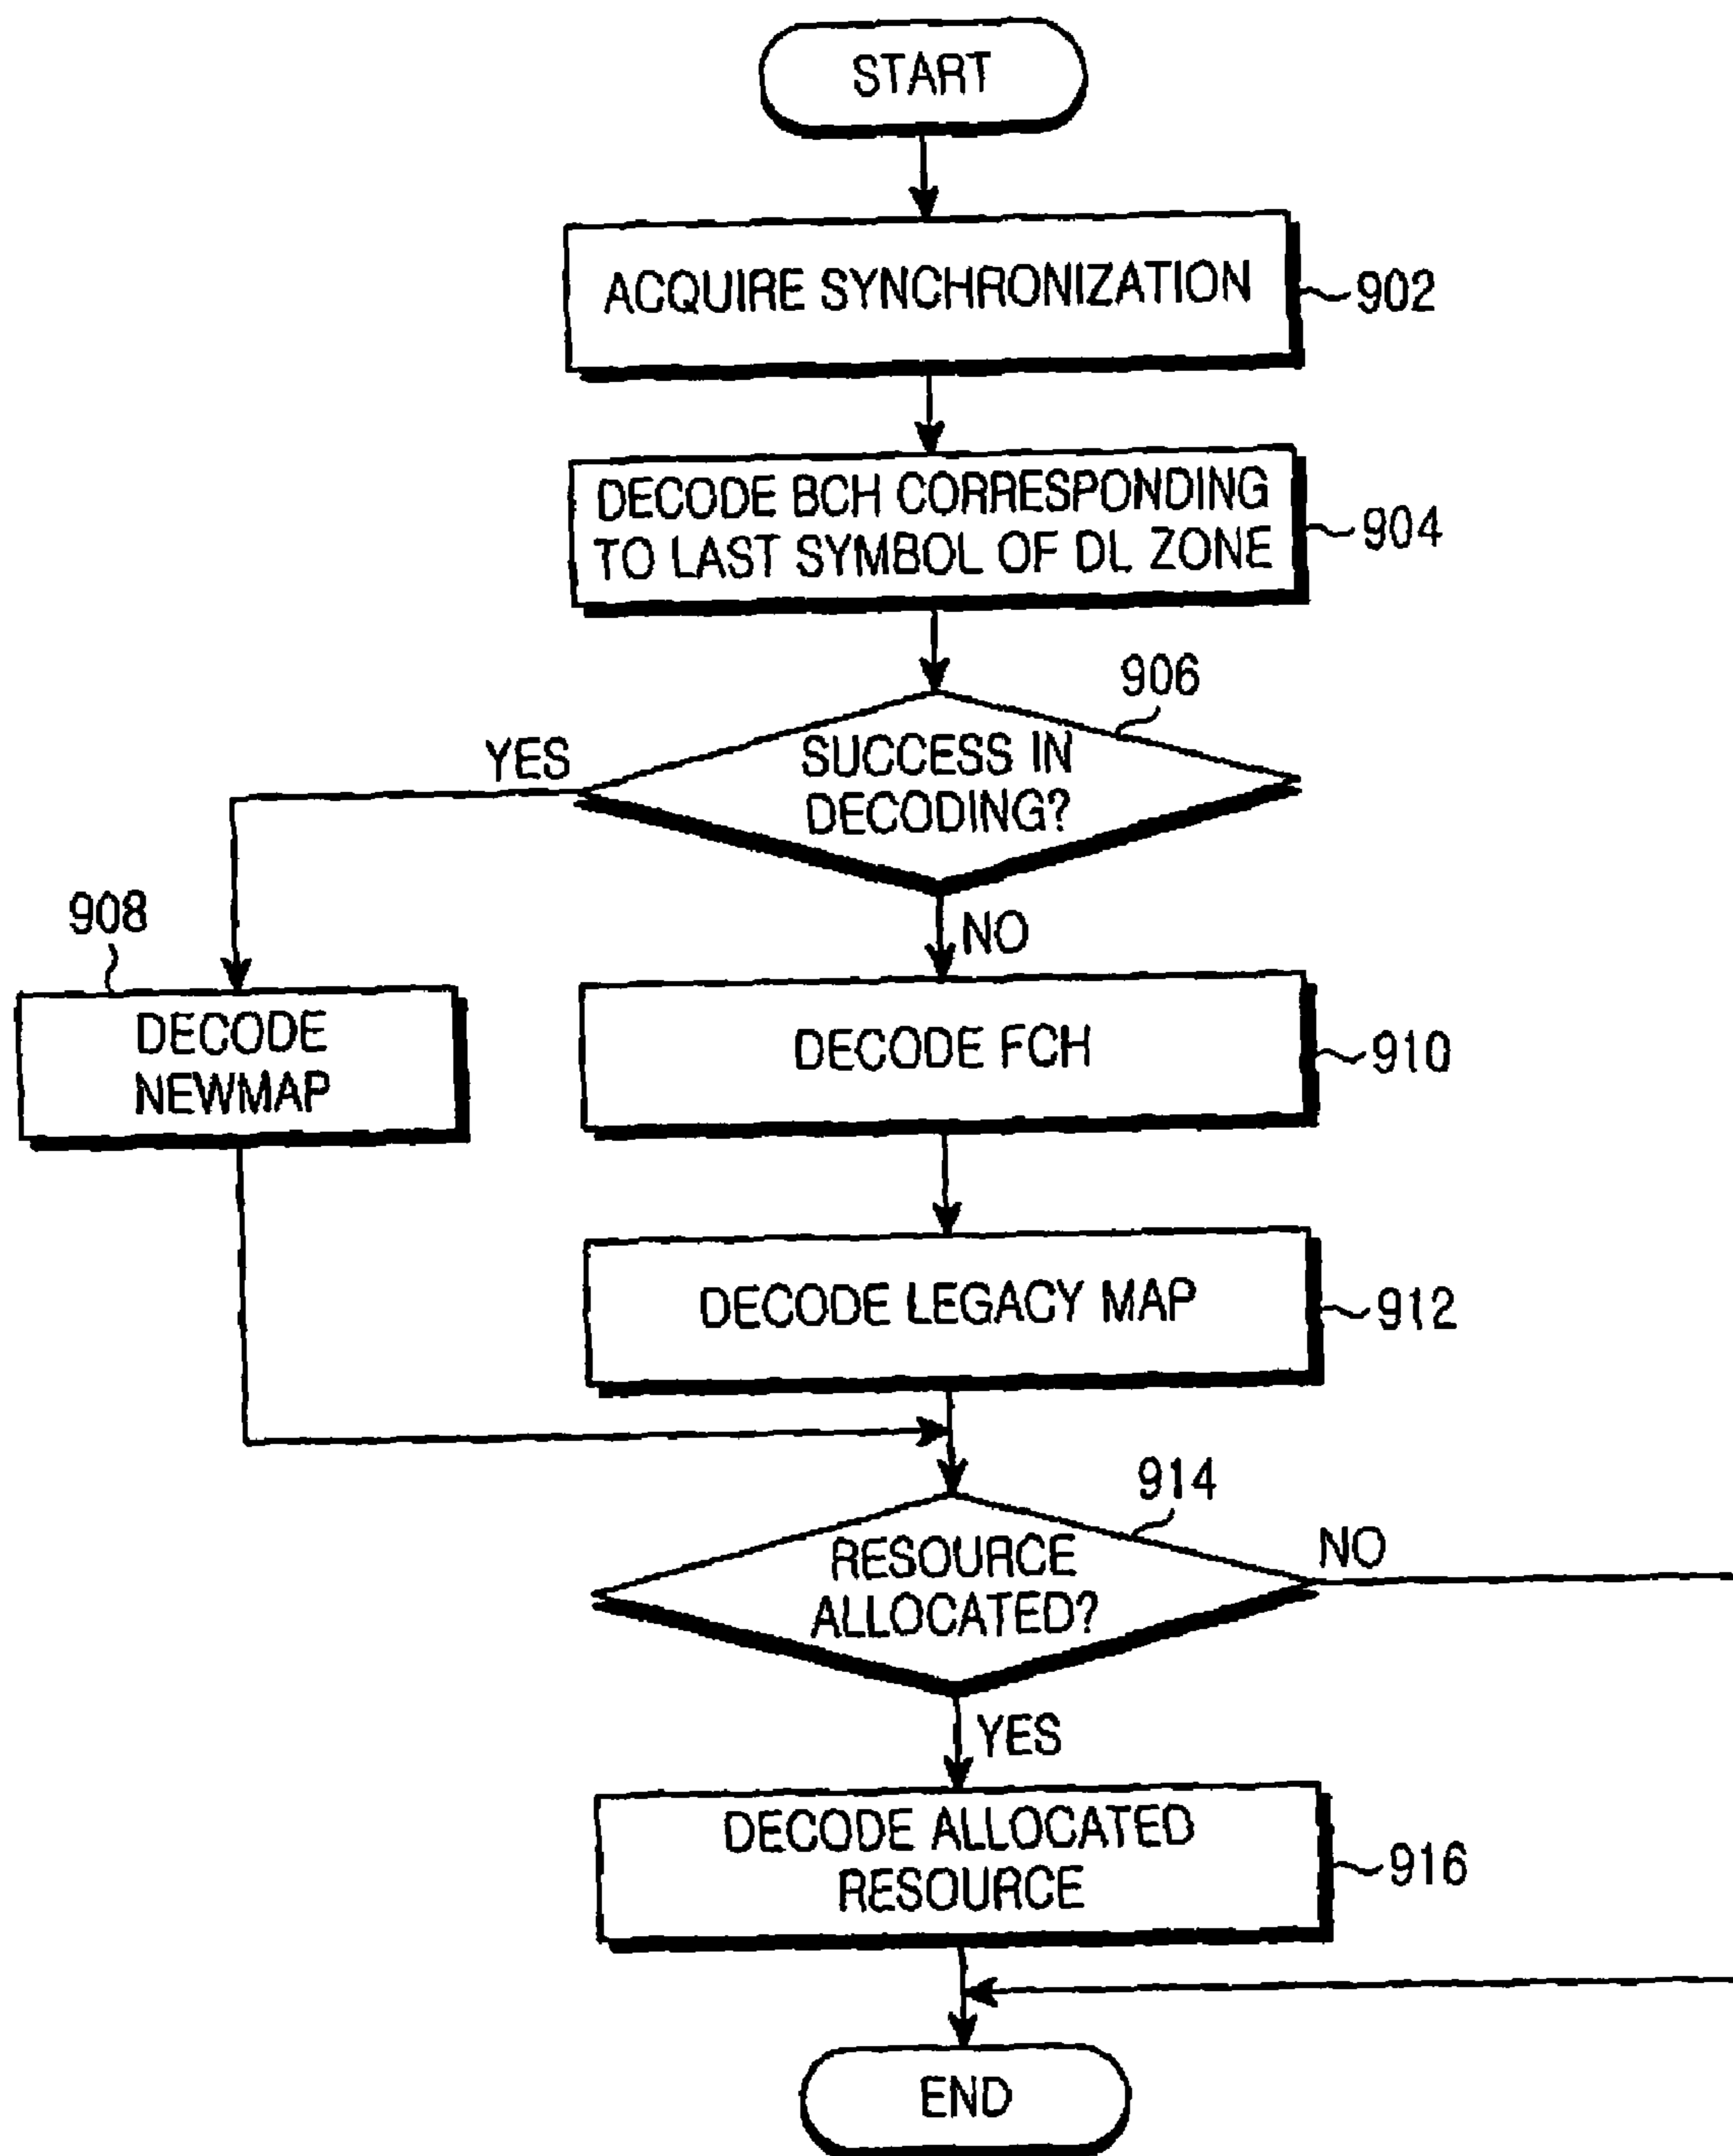 START
ACQUIRE SYNCHRONIZATION
902
DECODE BCH CORRESPONDING
TO LAST SYMBOL OF DL ZONE
904
906
SUCCESS IN
DECODING?
YES
NO
908
DECODE
NEWMAP
DECODE FCH
910
DECODE LEGACY MAP
912
914
RESOURCE
ALLOCATED?
NO
YES
DECODE ALLOCATED
RESOURCE
916
END